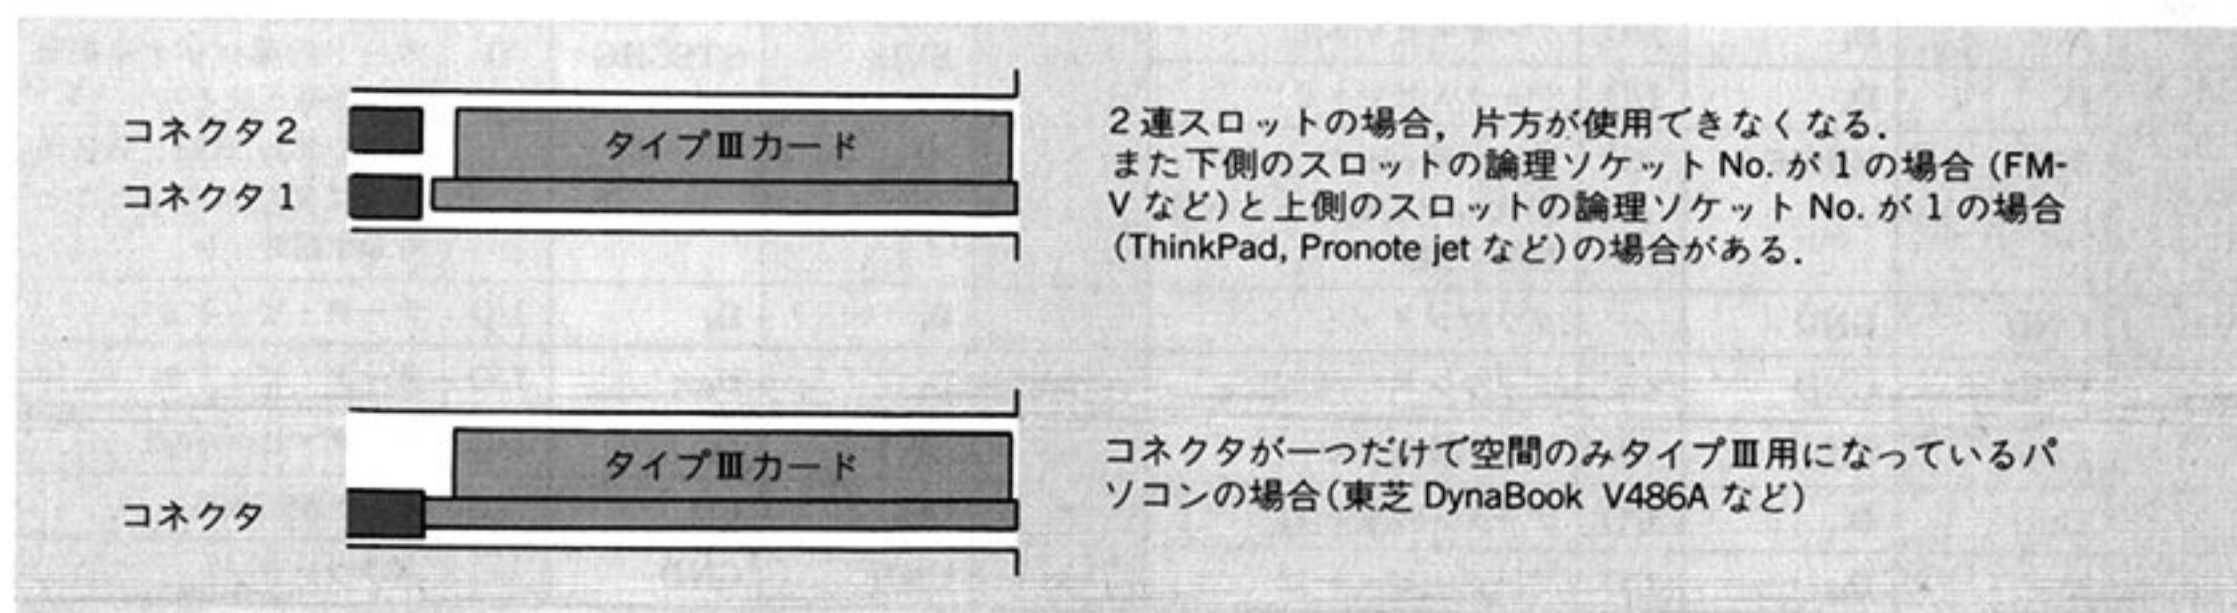 コネクタ2
タイプⅢカード
コネクタ1
2連スロットの場合，片方が使用できなくなる．
また下側のスロットの論理ソケット No. が 1 の場合 (FM-
V など)と上側のスロットの論理ソケット No. が 1 の場合
(ThinkPad, Pronote jet など)の場合がある．
タイプⅢカード
コネクタ
コネクタが一つだけで空間のみタイプⅢ用になっているパ
ソコンの場合(東芝 DynaBook V486A など)